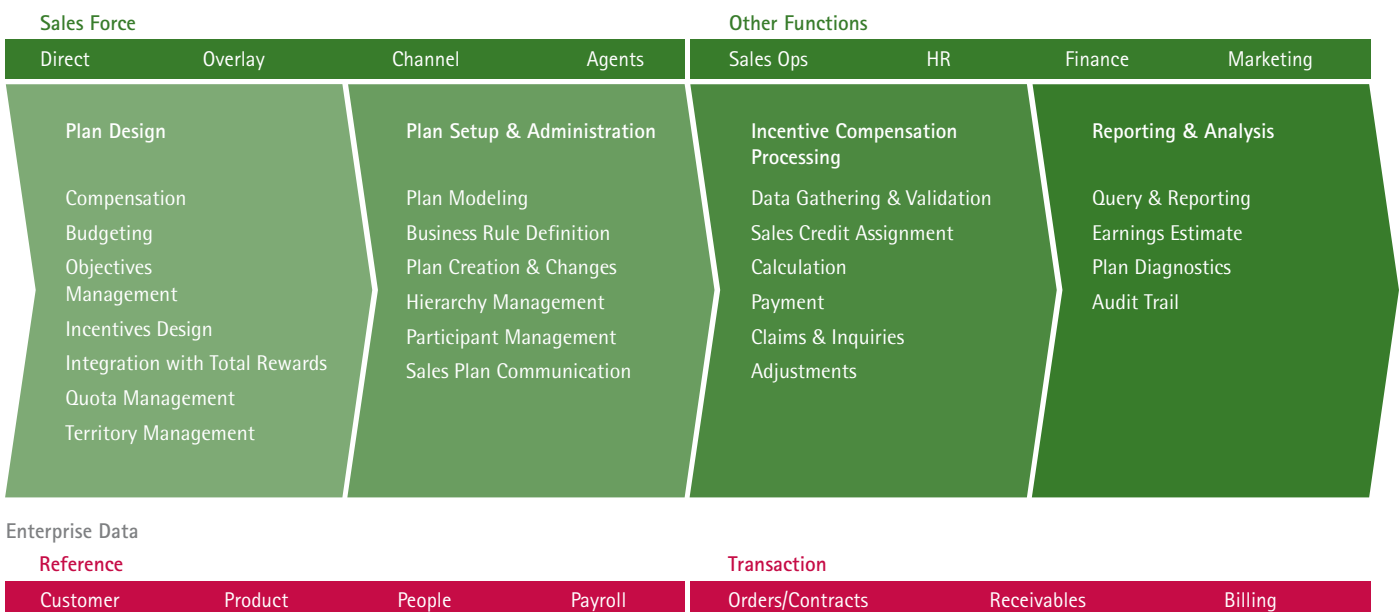 Sales Force
Other Functions
Direct Overlay Channel Agents
Sales Ops HR Finance Marketing
Plan Design
Compensation
Budgeting
Objectives
Management
Incentives Design
Integration with Total Rewards
Quota Management
Territory Management
Plan Setup & Administration
Plan Modeling
Business Rule Definition
Plan Creation & Changes
Hierarchy Management
Participant Management
Sales Plan Communication
Incentive Compensation
Processing
Data Gathering & Validation
Sales Credit Assignment
Calculation
Payment
Claims & Inquiries
Adjustments
Reporting & Analysis
Query & Reporting
Earnings Estimate
Plan Diagnostics
Audit Trail
Enterprise Data
Reference
Transaction
Customer Product People Payroll
Orders/Contracts Receivables Billing